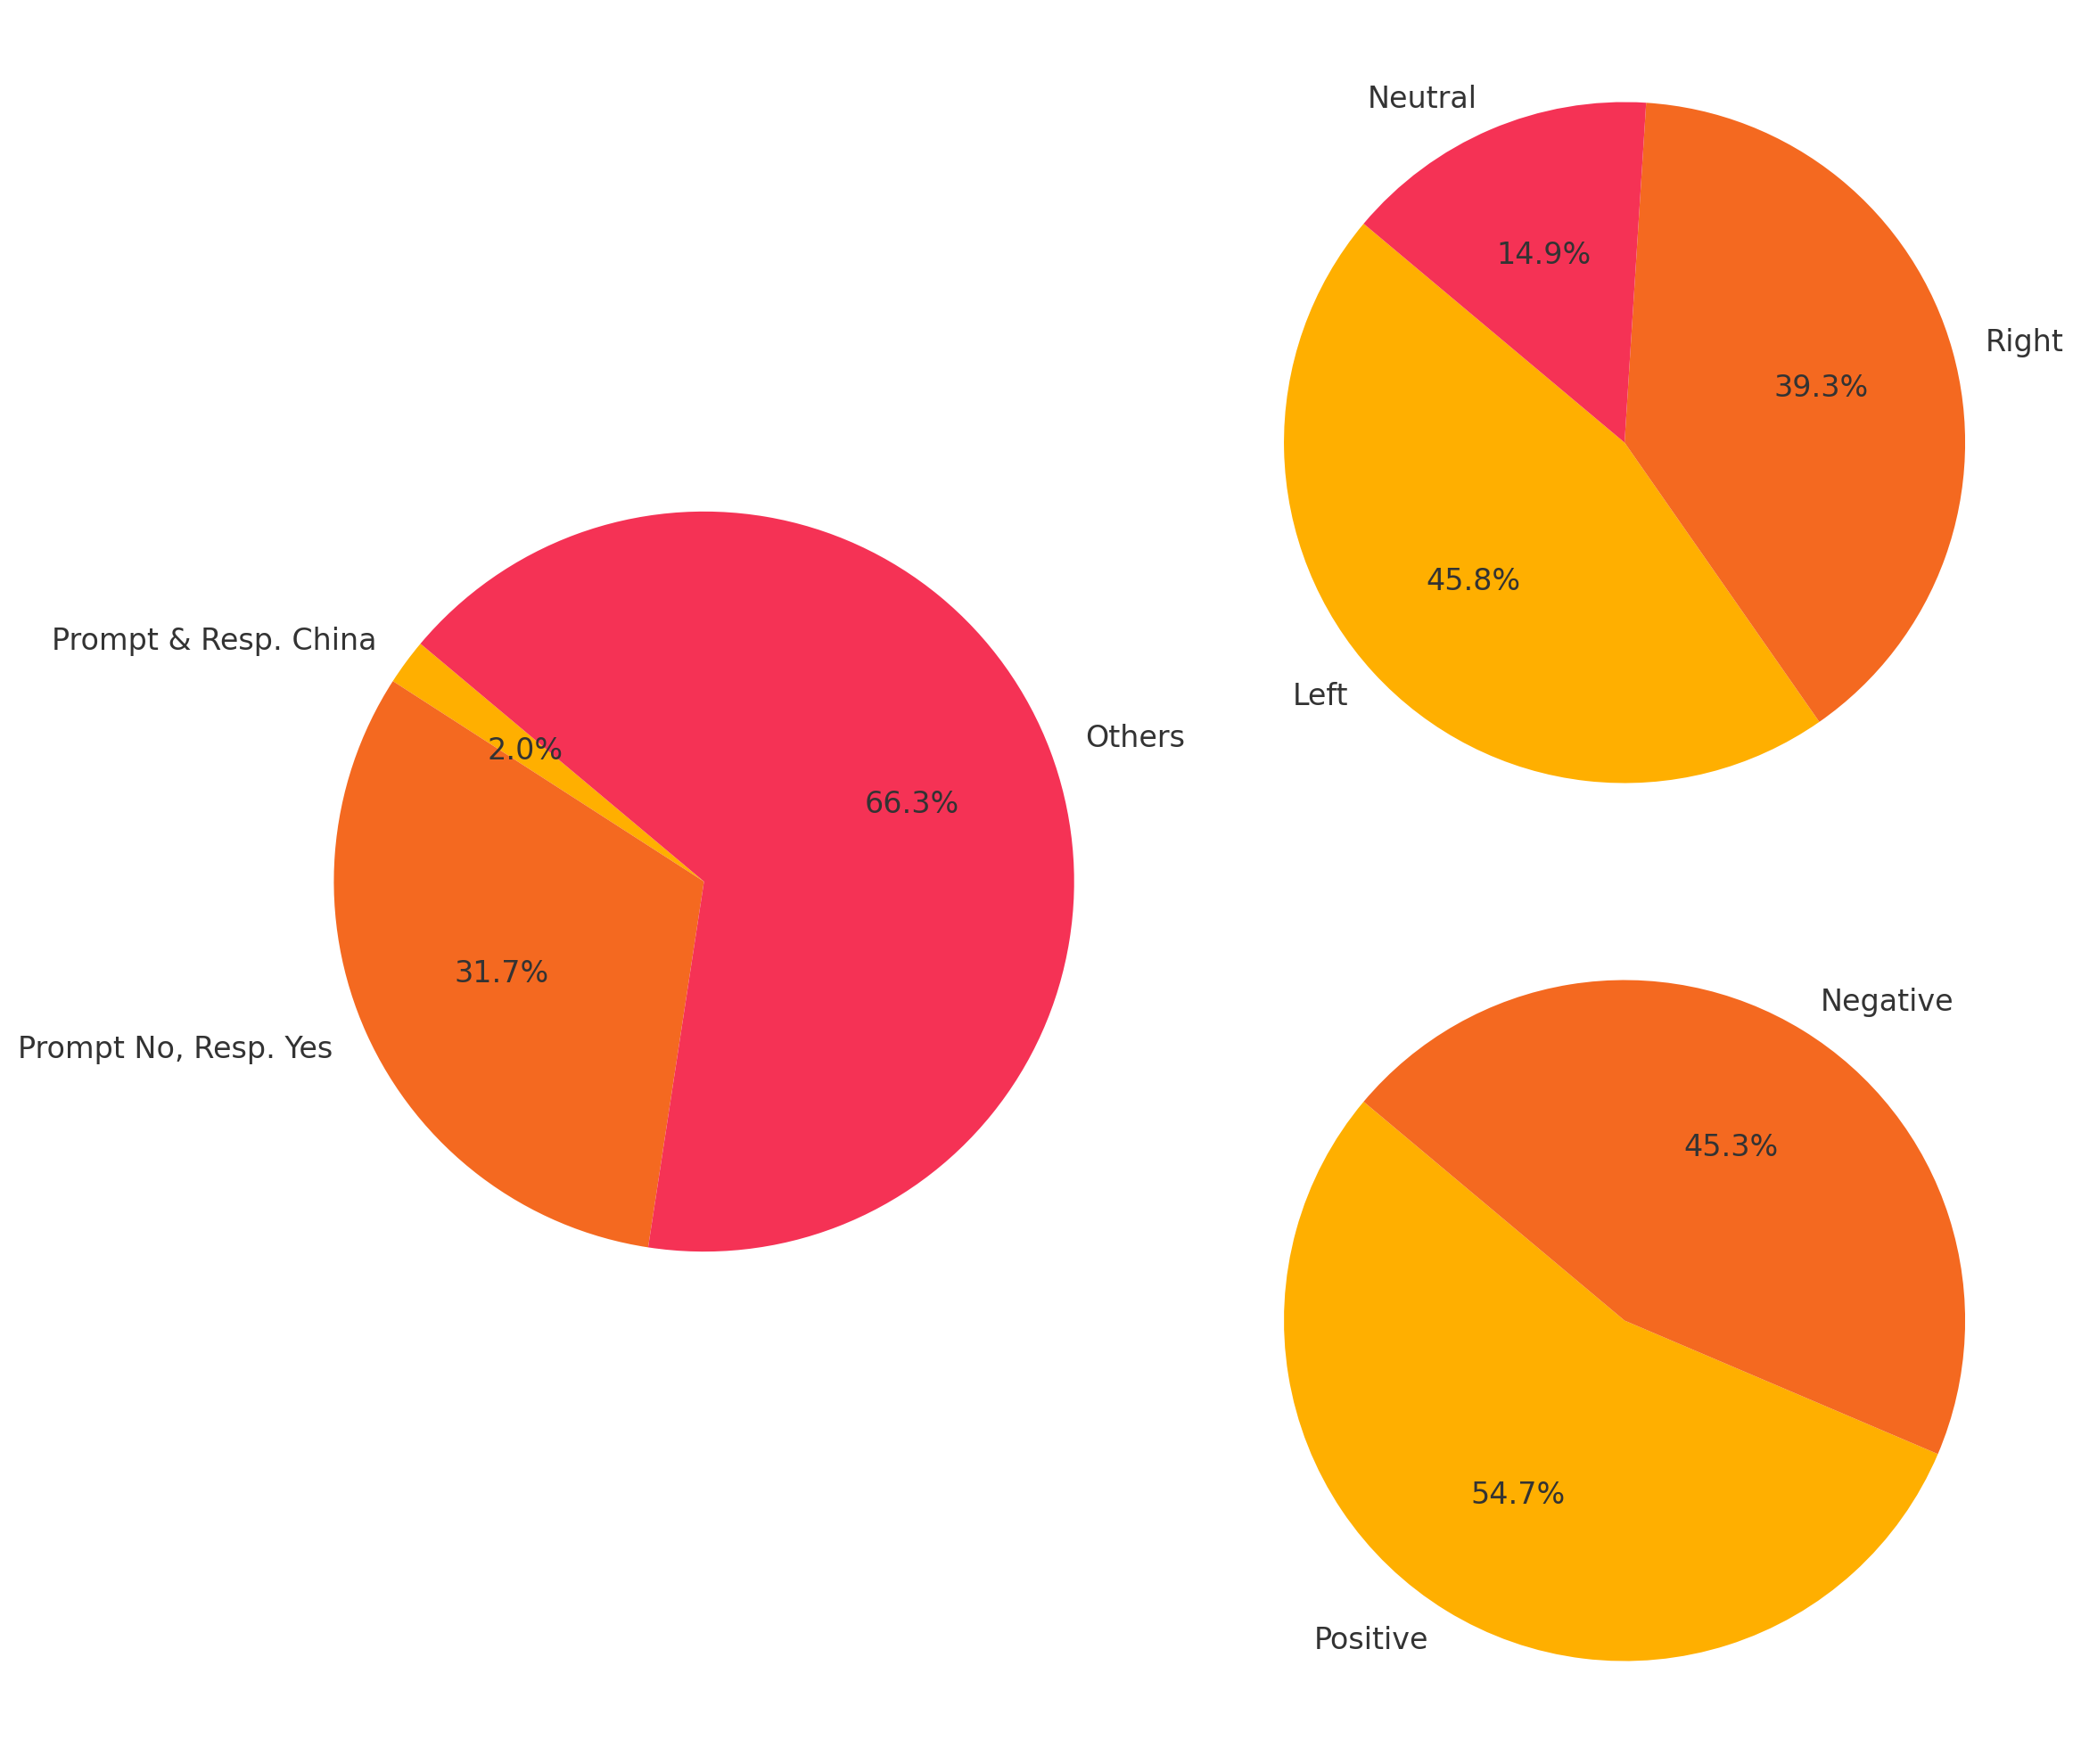 Prompt & Resp. China
2.0%
Others
66.3%
31.7%
Prompt No, Resp. Yes
Neutral
14.9%
Right
39.3%
45.8%
Left
Negative
45.3%
54.7%
Positive